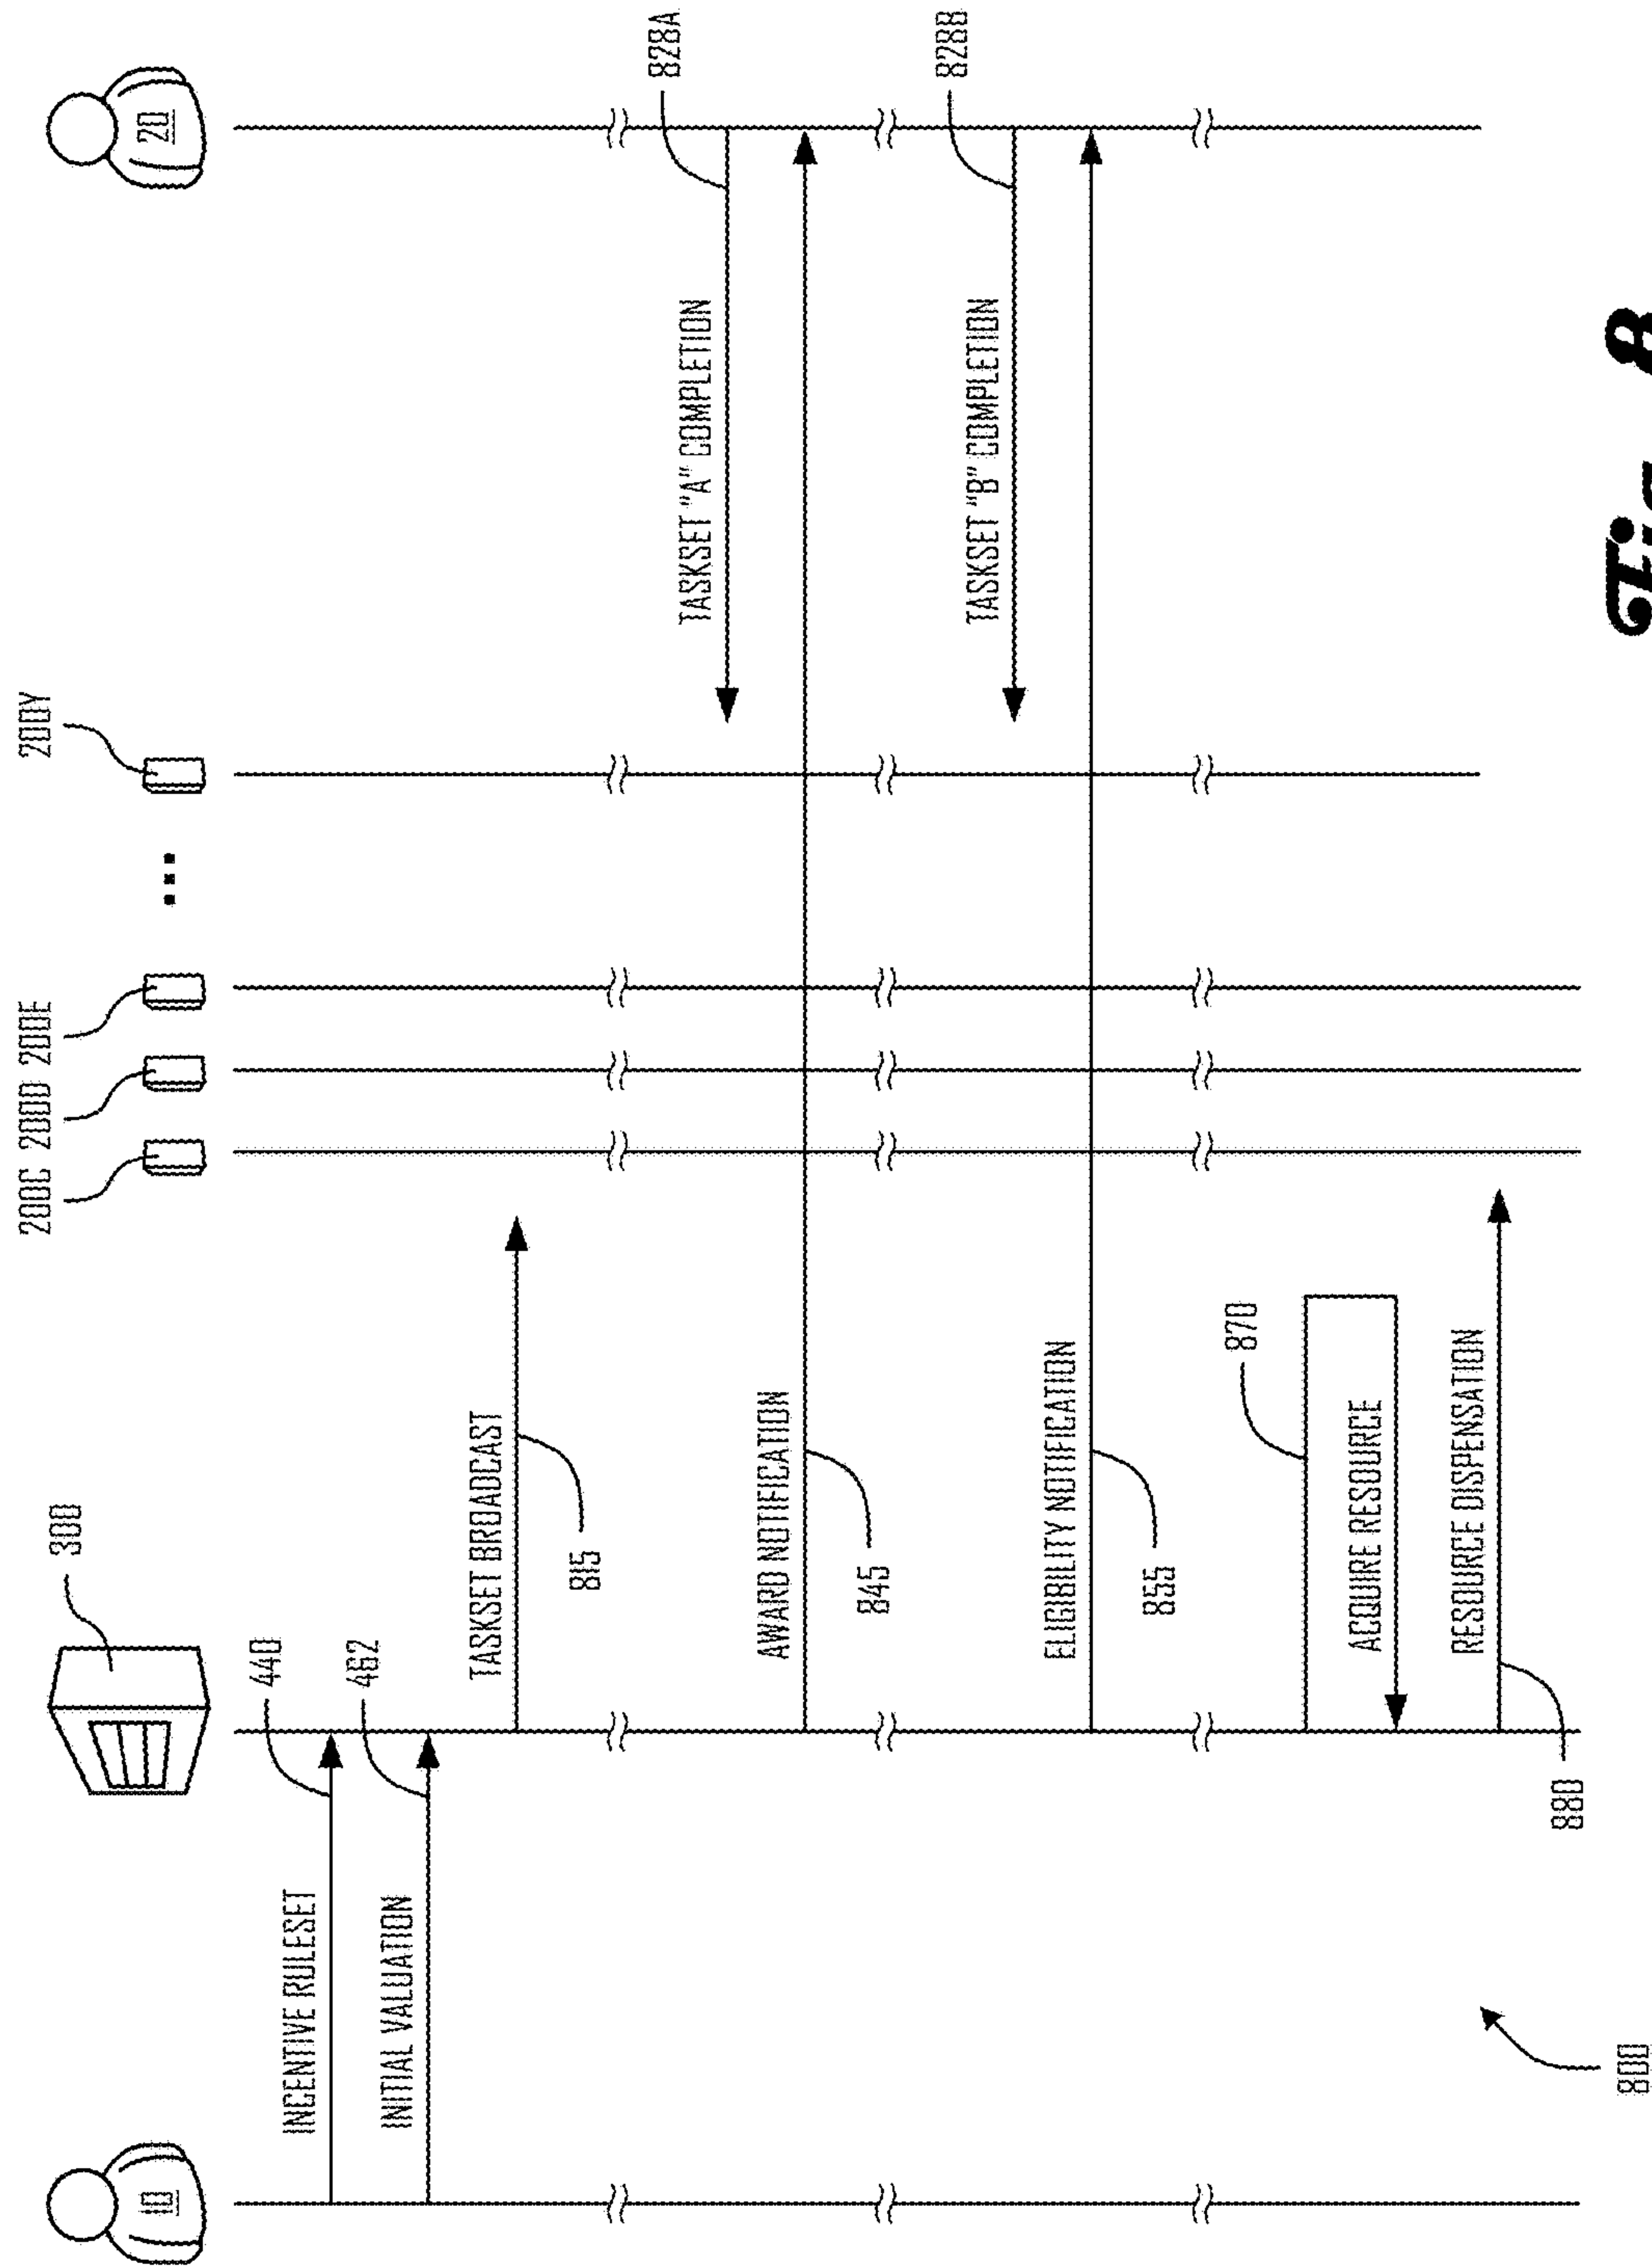 10
300
200C 200D 200E
...
200Y
20
INCENTIVE RULESET
440
INITIAL VALUATION
462
TASKSET BROADCAST
815
TASKSET "A" COMPLETION
828A
AWARD NOTIFICATION
845
TASKSET "B" COMPLETION
828B
ELIGIBILITY NOTIFICATION
855
870
ACQUIRE RESOURCE
RESOURCE DISPENSATION
880
800
Fig. 8